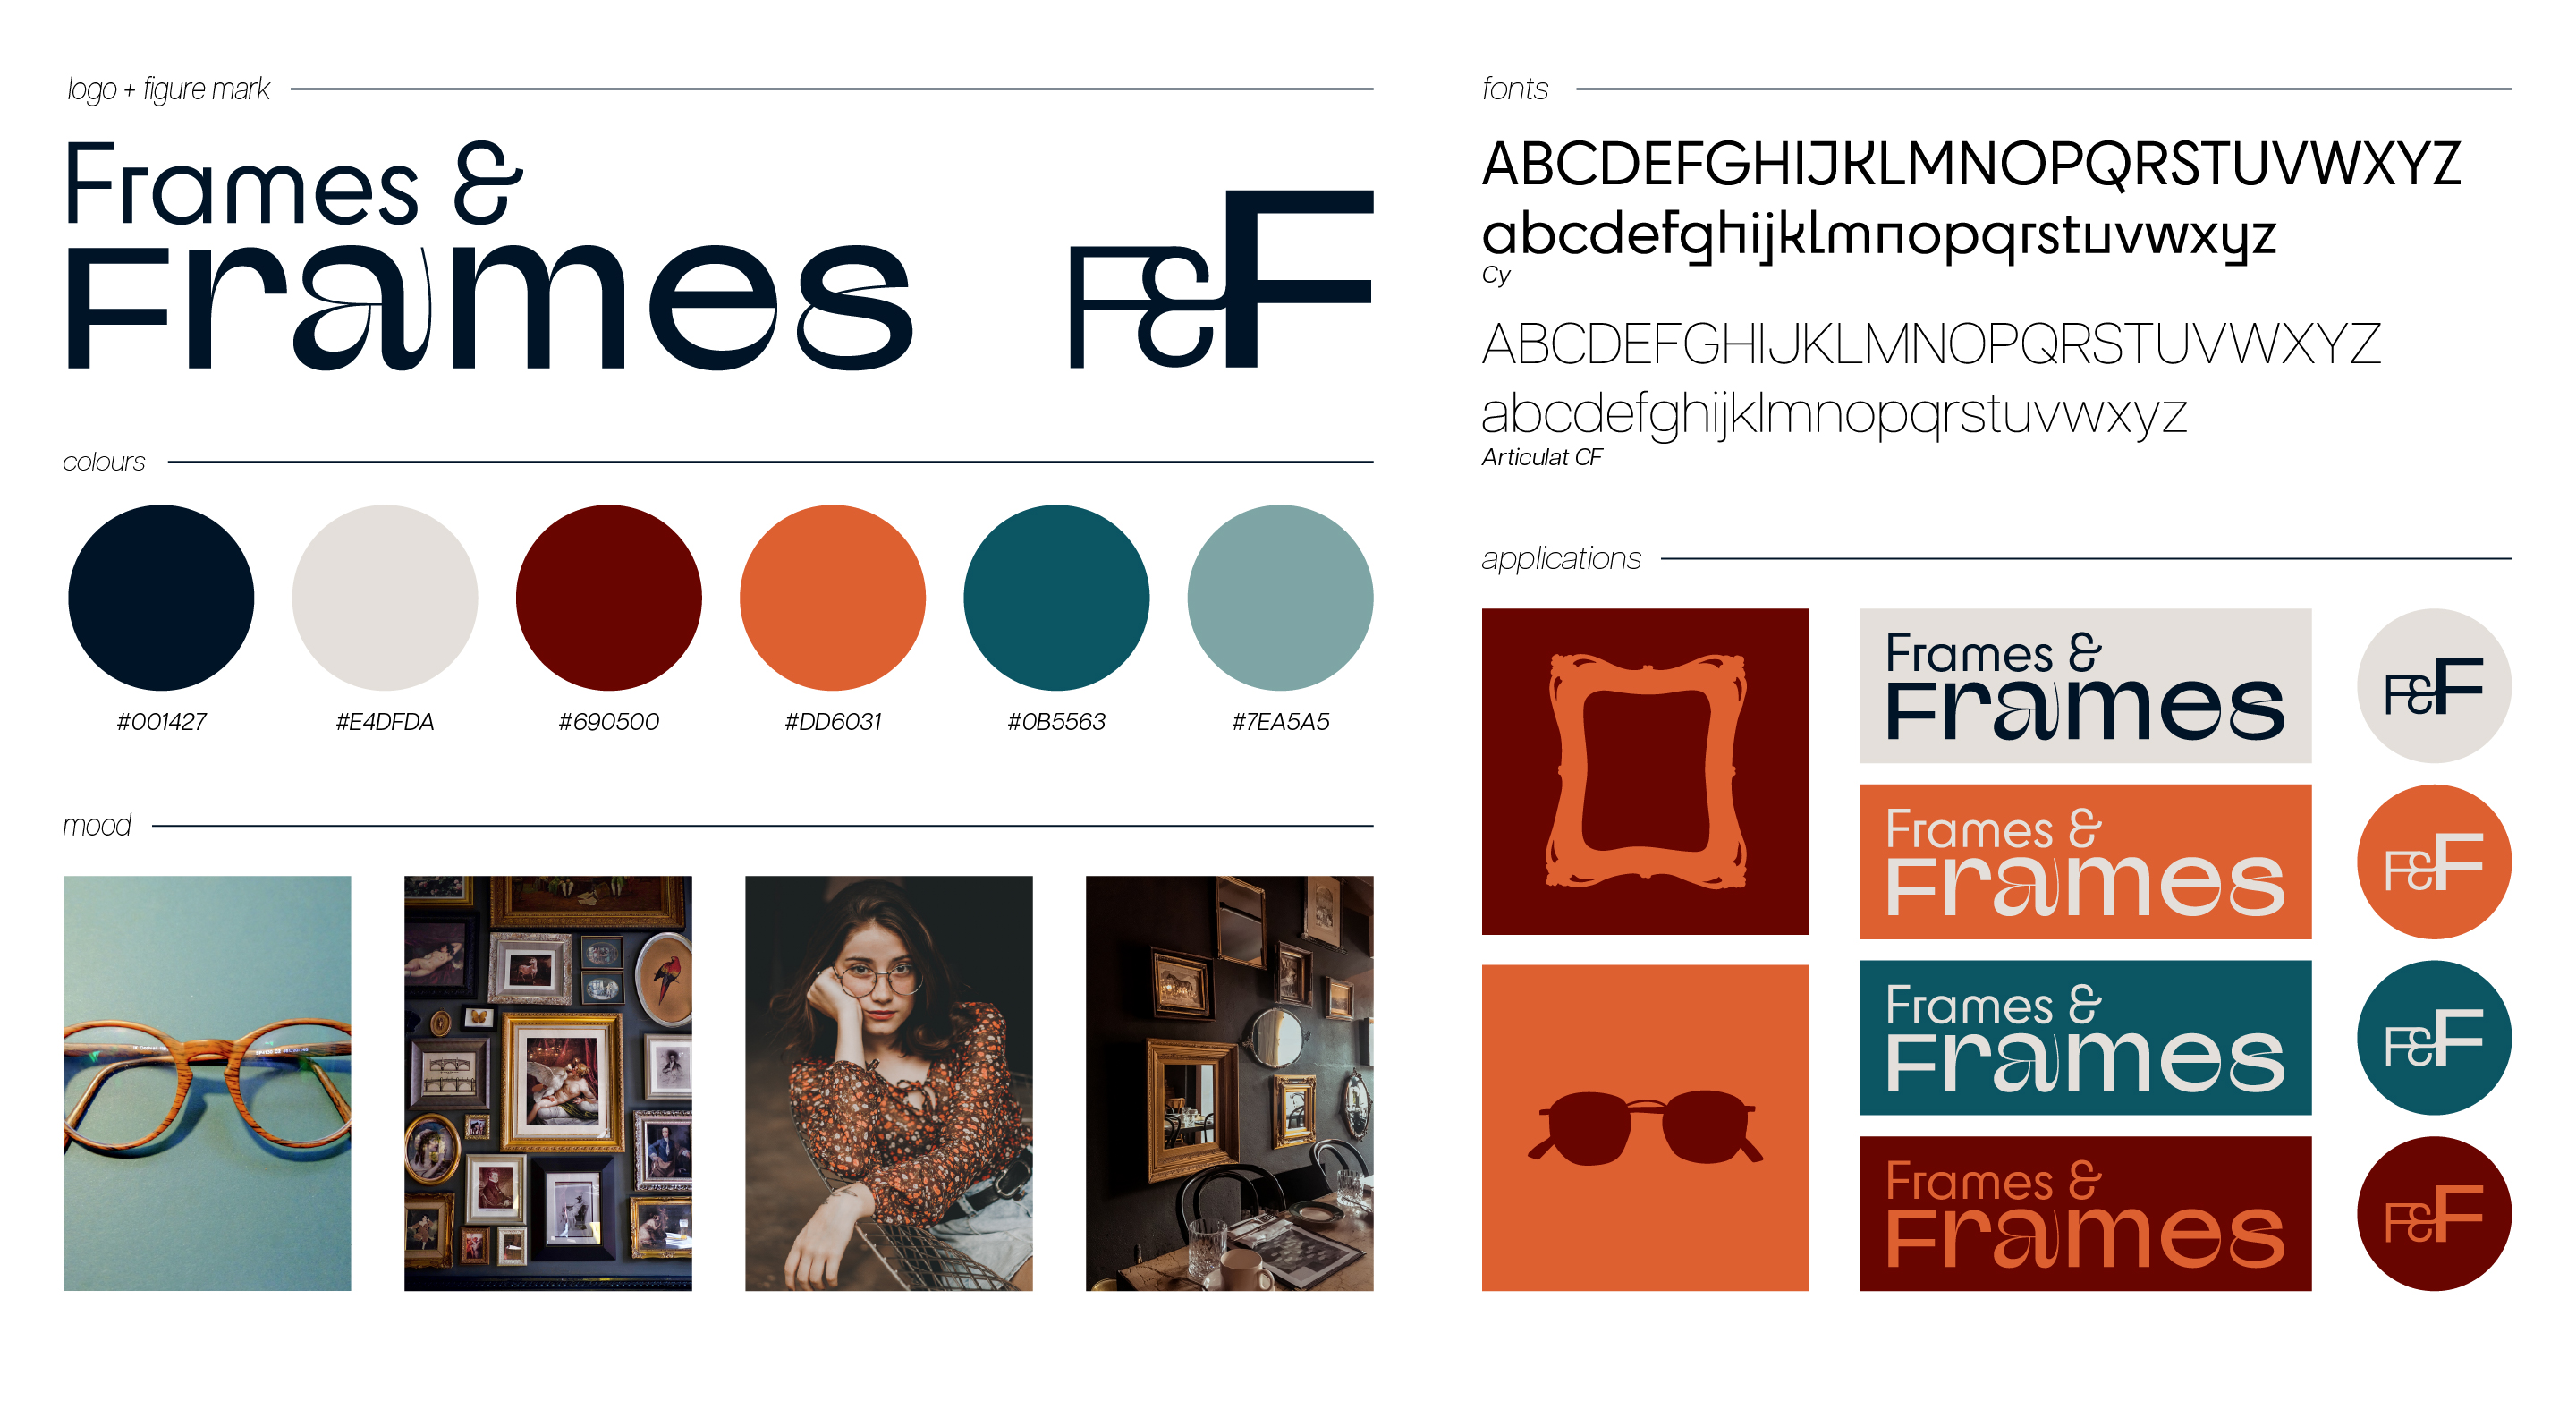 logo + figure mark
Frames &
Frames
F&F
colours
#001427
#E4DFDA
#690500
#DD6031
#0B5563
#7EA5A5
mood
fonts
ABCDEFGHIJKLMNOPQRSTUVWXYZ
abcdefghijklmnopqrstuvwxyz
Cy
ABCDEFGHIJKLMNOPQRSTUVWXYZ
abcdefghijklmnopqrstuvwxyz
Articulat CF
applications
Frames &
Frames
F&F
Frames &
Frames
F&F
Frames &
Frames
F&F
Frames &
Frames
F&F